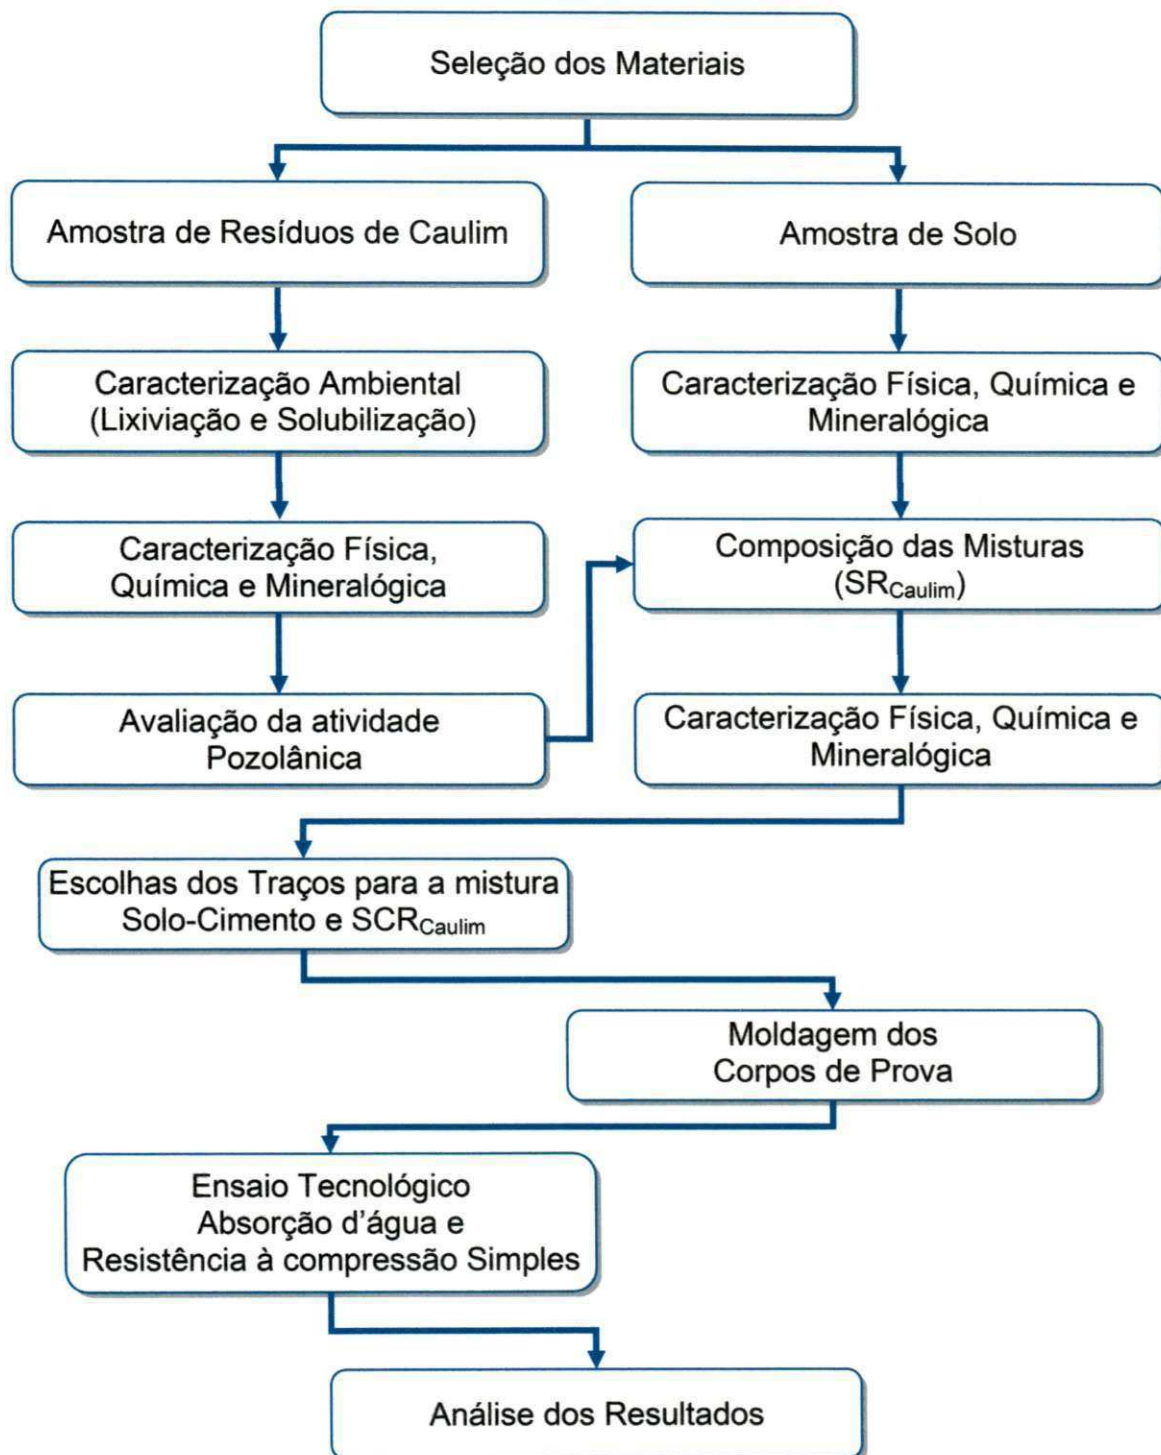 Seleção dos Materiais
Amostra de Resíduos de Caulim
Amostra de Solo
Caracterização Ambiental
(Lixiviação e Solubilização)
Caracterização Física, Química e
Mineralógica
Caracterização Física,
Química e Mineralógica
Composição das Misturas
(SRCaulim)
Avaliação da atividade
Pozolânica
Caracterização Física, Química e
Mineralógica
Escolhas dos Traços para a mistura
Solo-Cimento e SCRCaulim
Moldagem dos
Corpos de Prova
Ensaio Tecnológico
Absorção d’água e
Resistência à compressão Simples
Análise dos Resultados